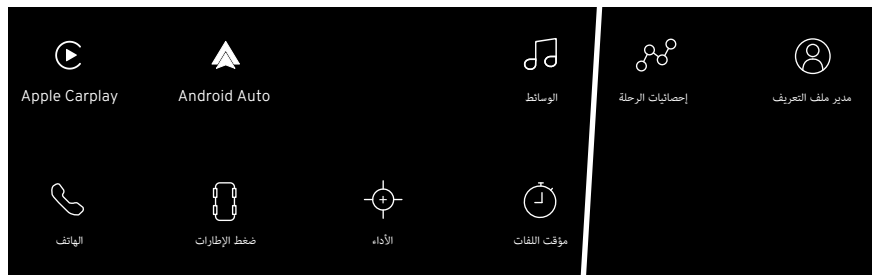 Apple Carplay
Android Auto
الوسائط
إحصائيات الرحلة
مدير ملف التعريف
الهاتف
ضغط الإطارات
الأداء
مؤقت اللفات